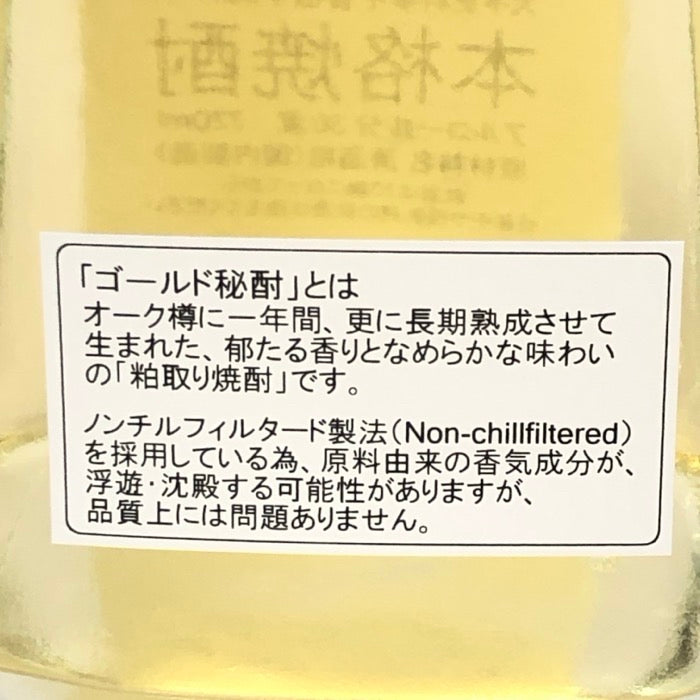 本格焼酎
「ゴールド秘酎」とは
オーク樽に一年間、更に長期熟成させて
生まれた、郁たる香りとなめらかな味わい
の「粕取り焼酎」です。
ノンチルフィルタード製法(Non-chillfiltered)
を採用している為、原料由来の香気成分が、
浮遊・沈殿する可能性がありますが、
品質上には問題ありません。